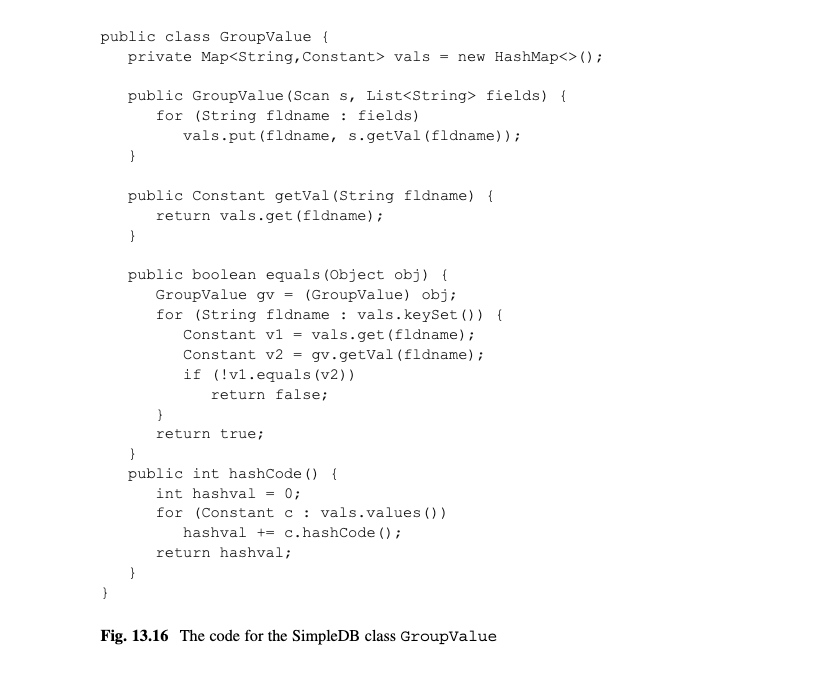 public class GroupValue {
   private Map<String,Constant> vals = new HashMap<>();

   public GroupValue(Scan s, List<String> fields) {
      for (String fldname : fields)
         vals.put(fldname, s.getVal(fldname));
   }

   public Constant getVal(String fldname) {
      return vals.get(fldname);
   }

   public boolean equals(Object obj) {
      GroupValue gv = (GroupValue) obj;
      for (String fldname : vals.keySet()) {
         Constant v1 = vals.get(fldname);
         Constant v2 = gv.getVal(fldname);
         if (!v1.equals(v2))
            return false;
      }
      return true;
   }
   public int hashCode() {
      int hashval = 0;
      for (Constant c : vals.values())
         hashval += c.hashCode();
      return hashval;
   }
}
Fig. 13.16 The code for the SimpleDB class GroupValue